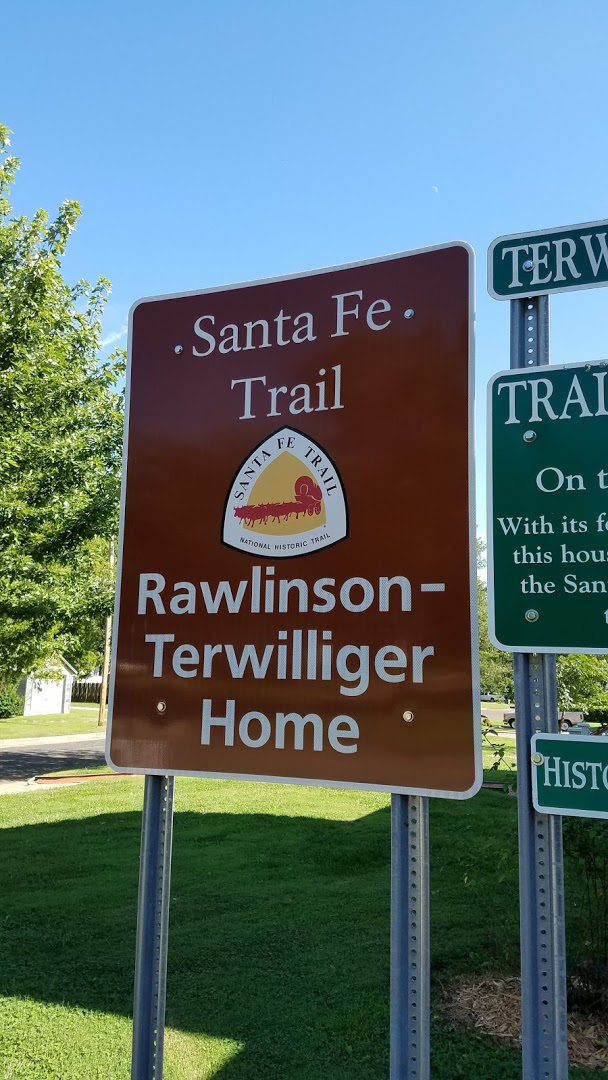 Santa Fe
Trail
SANTA FE TRAIL
NATIONAL HISTORIC TRAIL
Rawlinson-
Terwilliger
Home
TERW
TRAI
On t
With its f
this hous
the San
HISTO